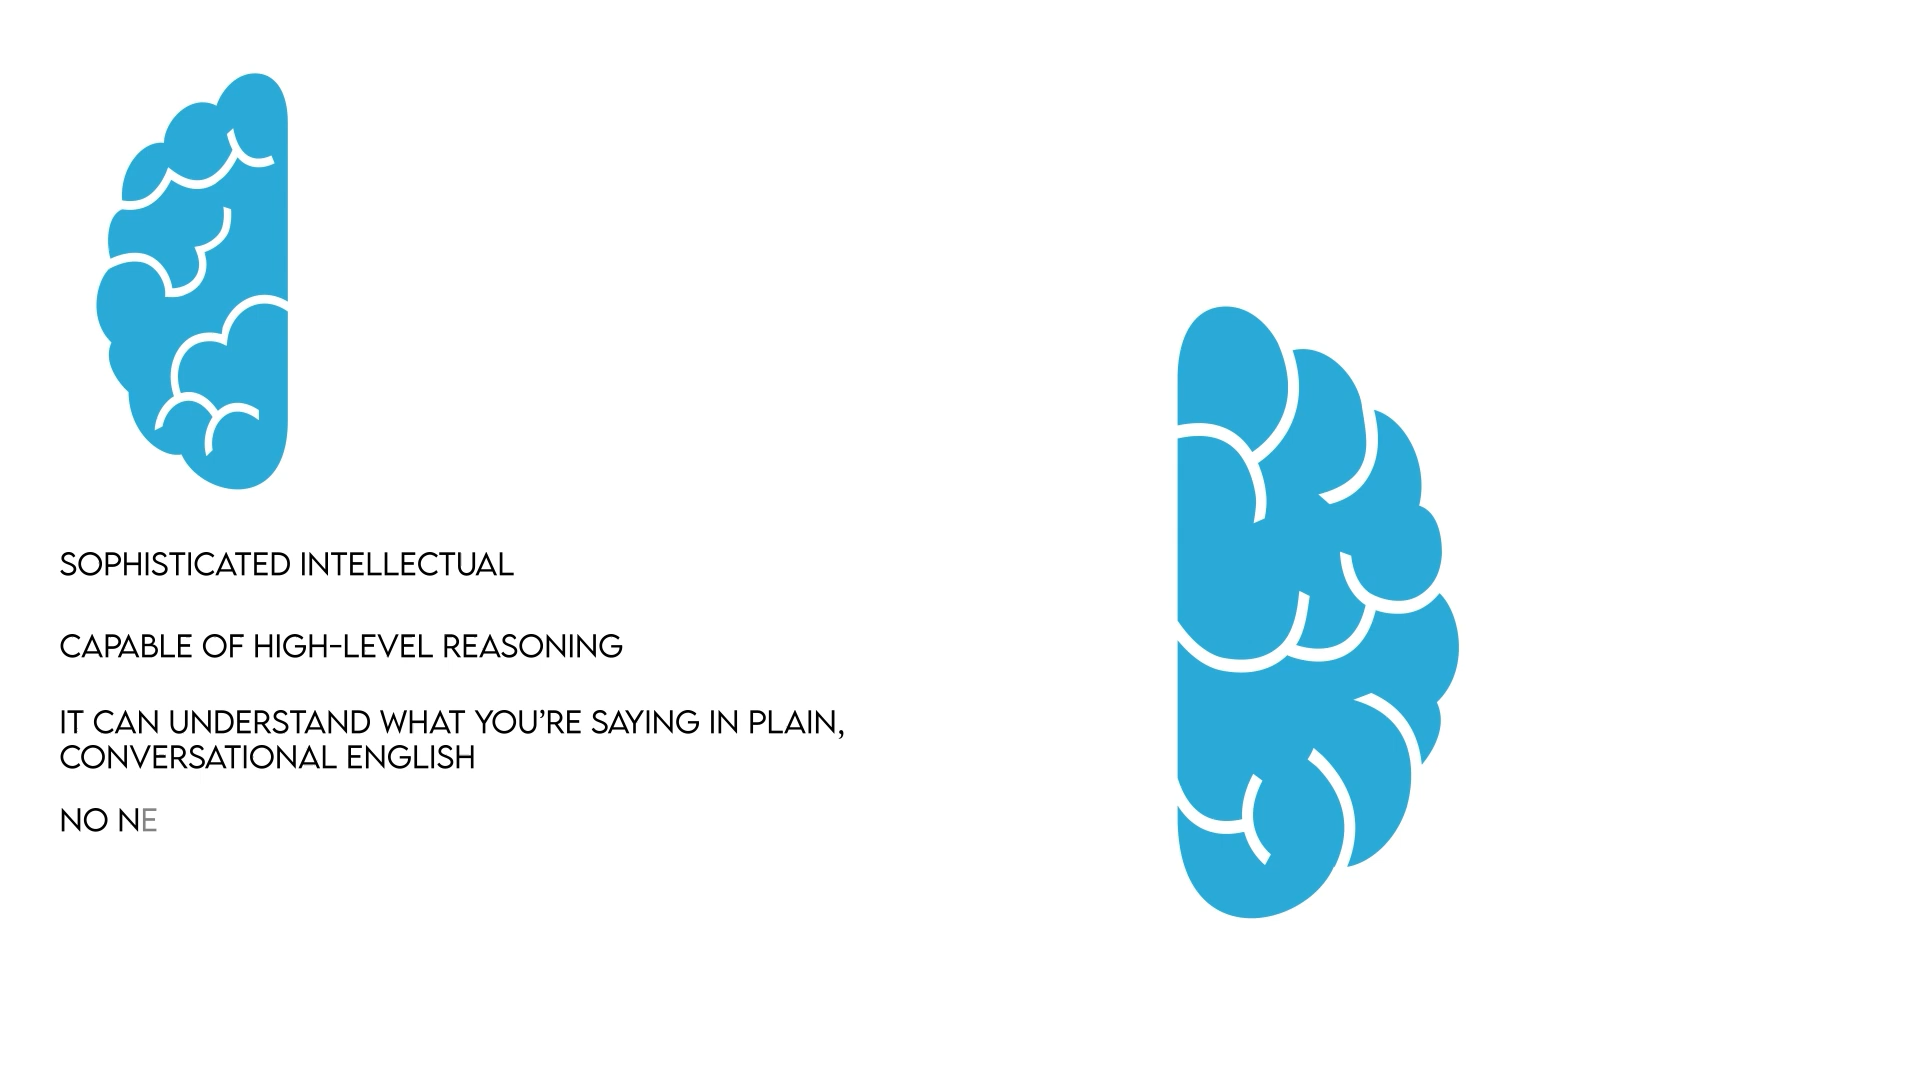 SOPHISTICATED INTELLECTUAL
CAPABLE OF HIGH-LEVEL REASONING
IT CAN UNDERSTAND WHAT YOU’RE SAYING IN PLAIN,
CONVERSATIONAL ENGLISH
NO NE